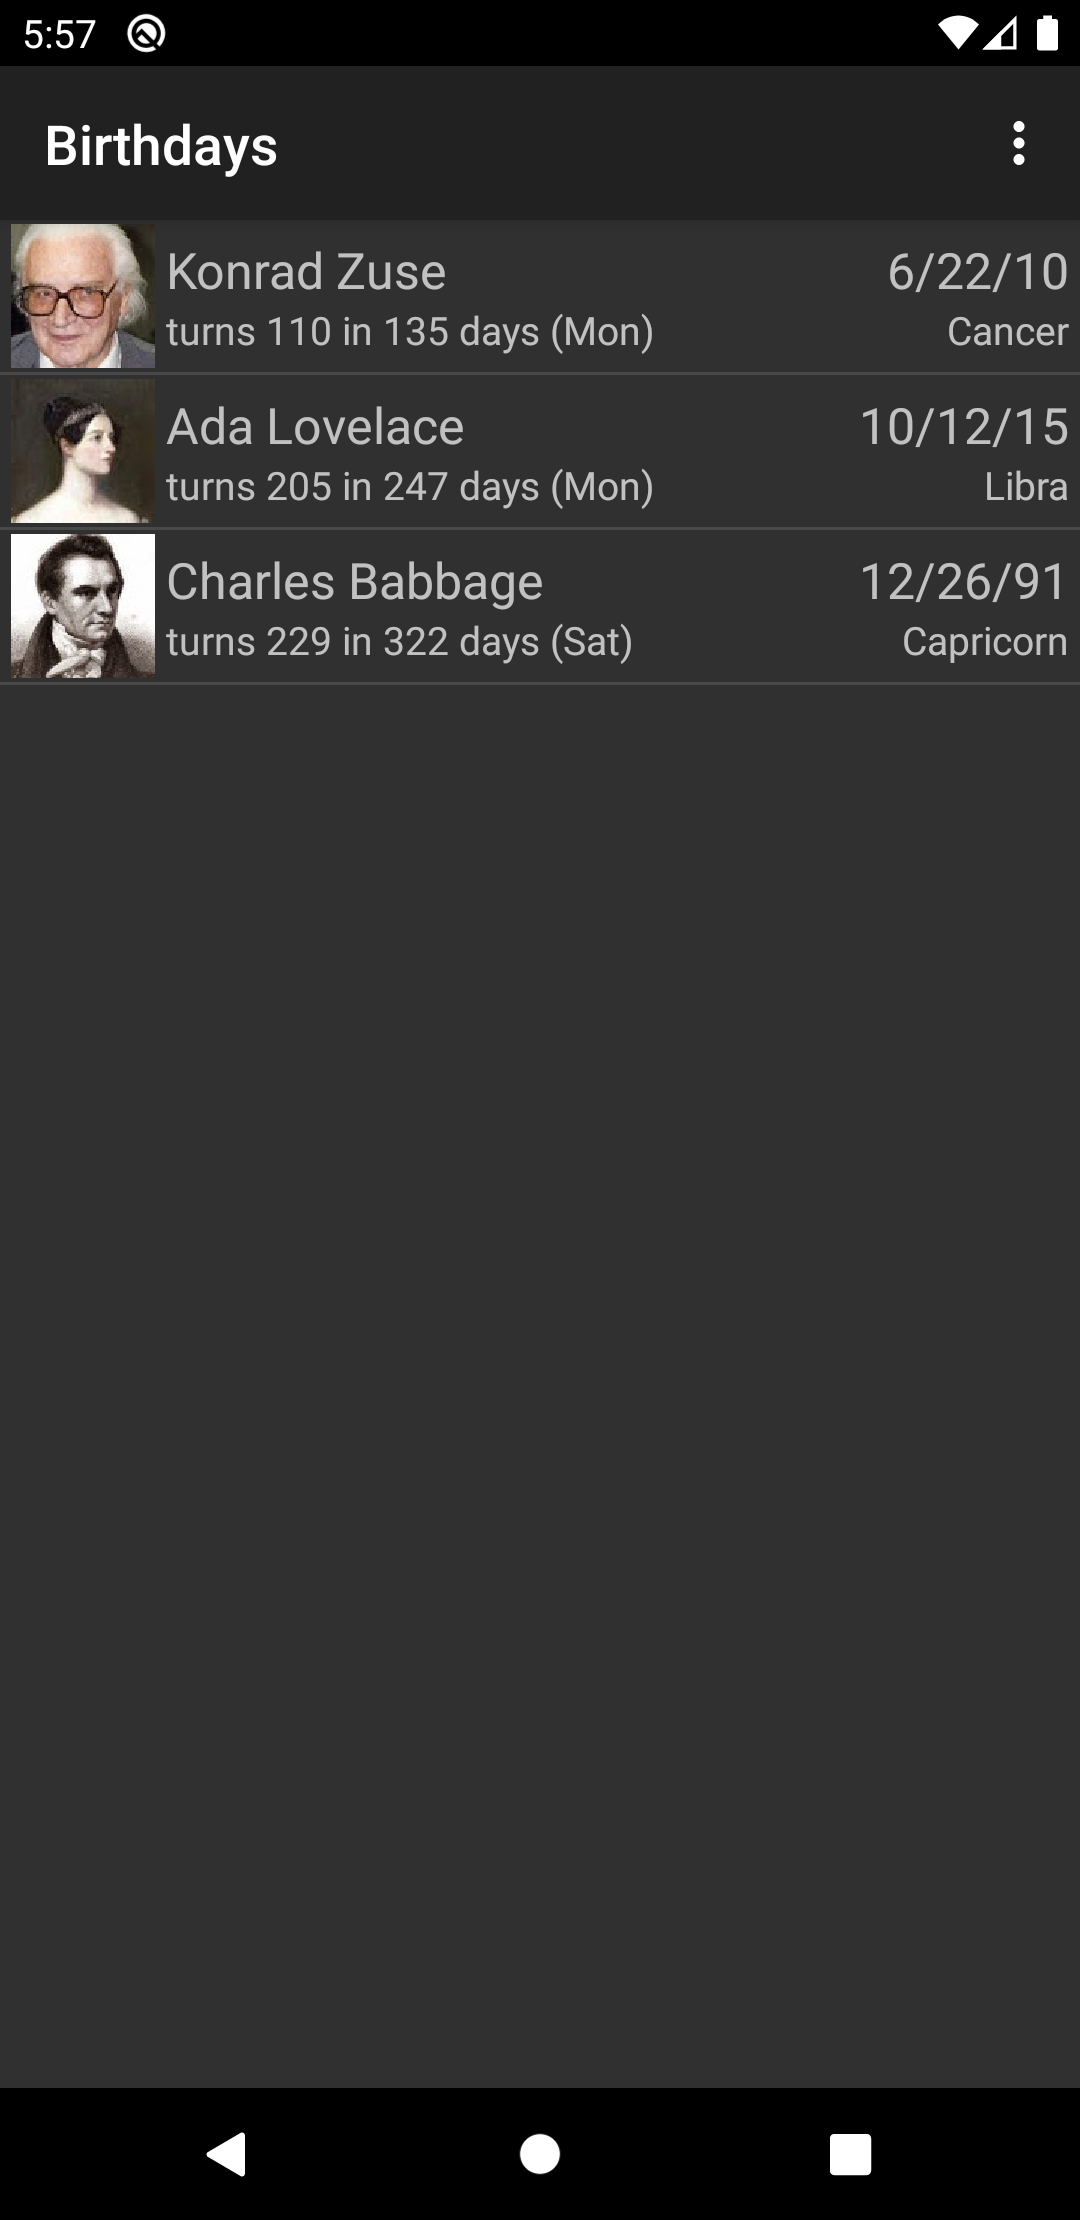 5:57
Birthdays
Konrad Zuse 6/22/10
turns 110 in 135 days (Mon) Cancer
Ada Lovelace 10/12/15
turns 205 in 247 days (Mon) Libra
Charles Babbage 12/26/91
turns 229 in 322 days (Sat) Capricorn